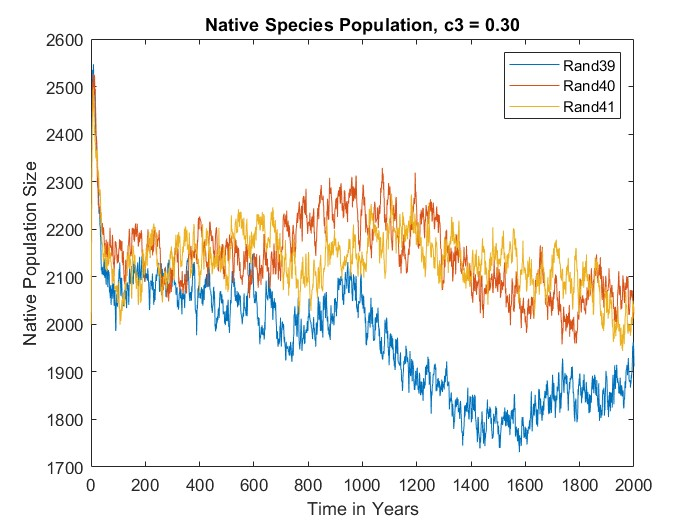 Native Species Population, c3 = 0.30
2600
2500
2400
2300
2200
2100
2000
1900
1800
1700
Native Population Size
Rand39
Rand40
Rand41
0 200 400 600 800 1000 1200 1400 1600 1800 2000
Time in Years